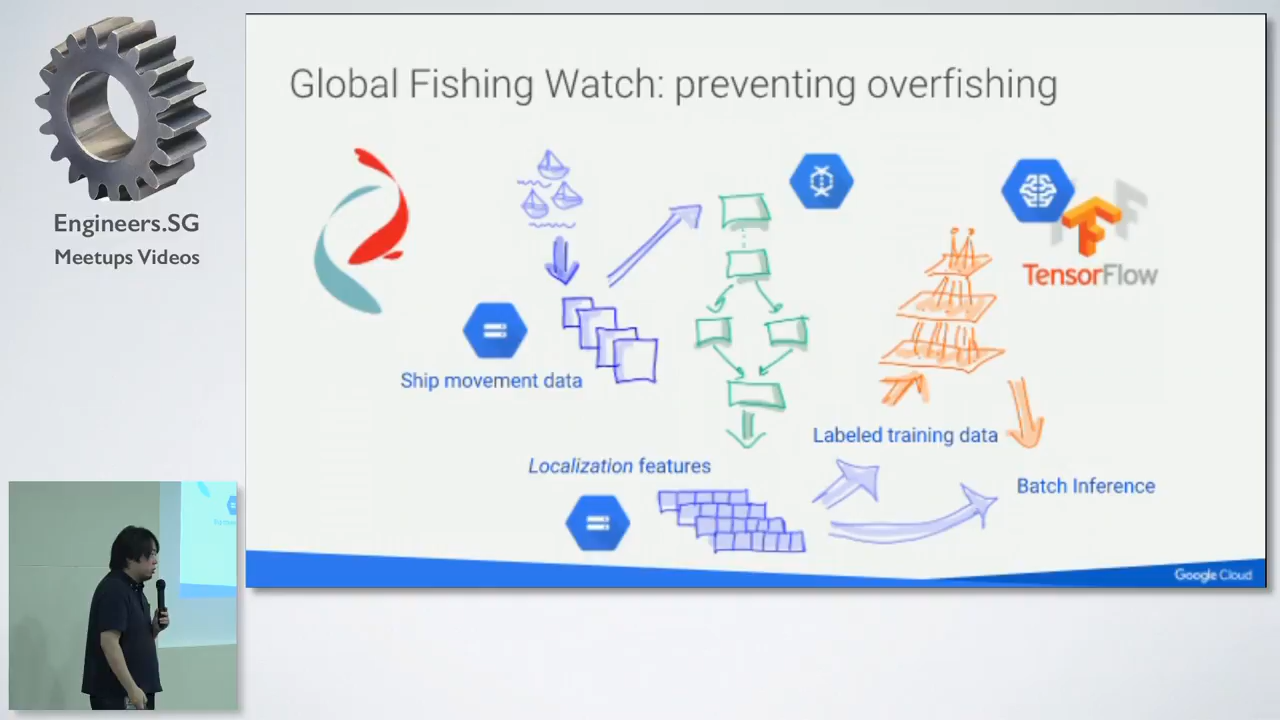 Engineers.SG
Meetups Videos
Global Fishing Watch: preventing overfishing
TensorFlow
Ship movement data
Labeled training data
Localization features
Batch Inference
Google Cloud